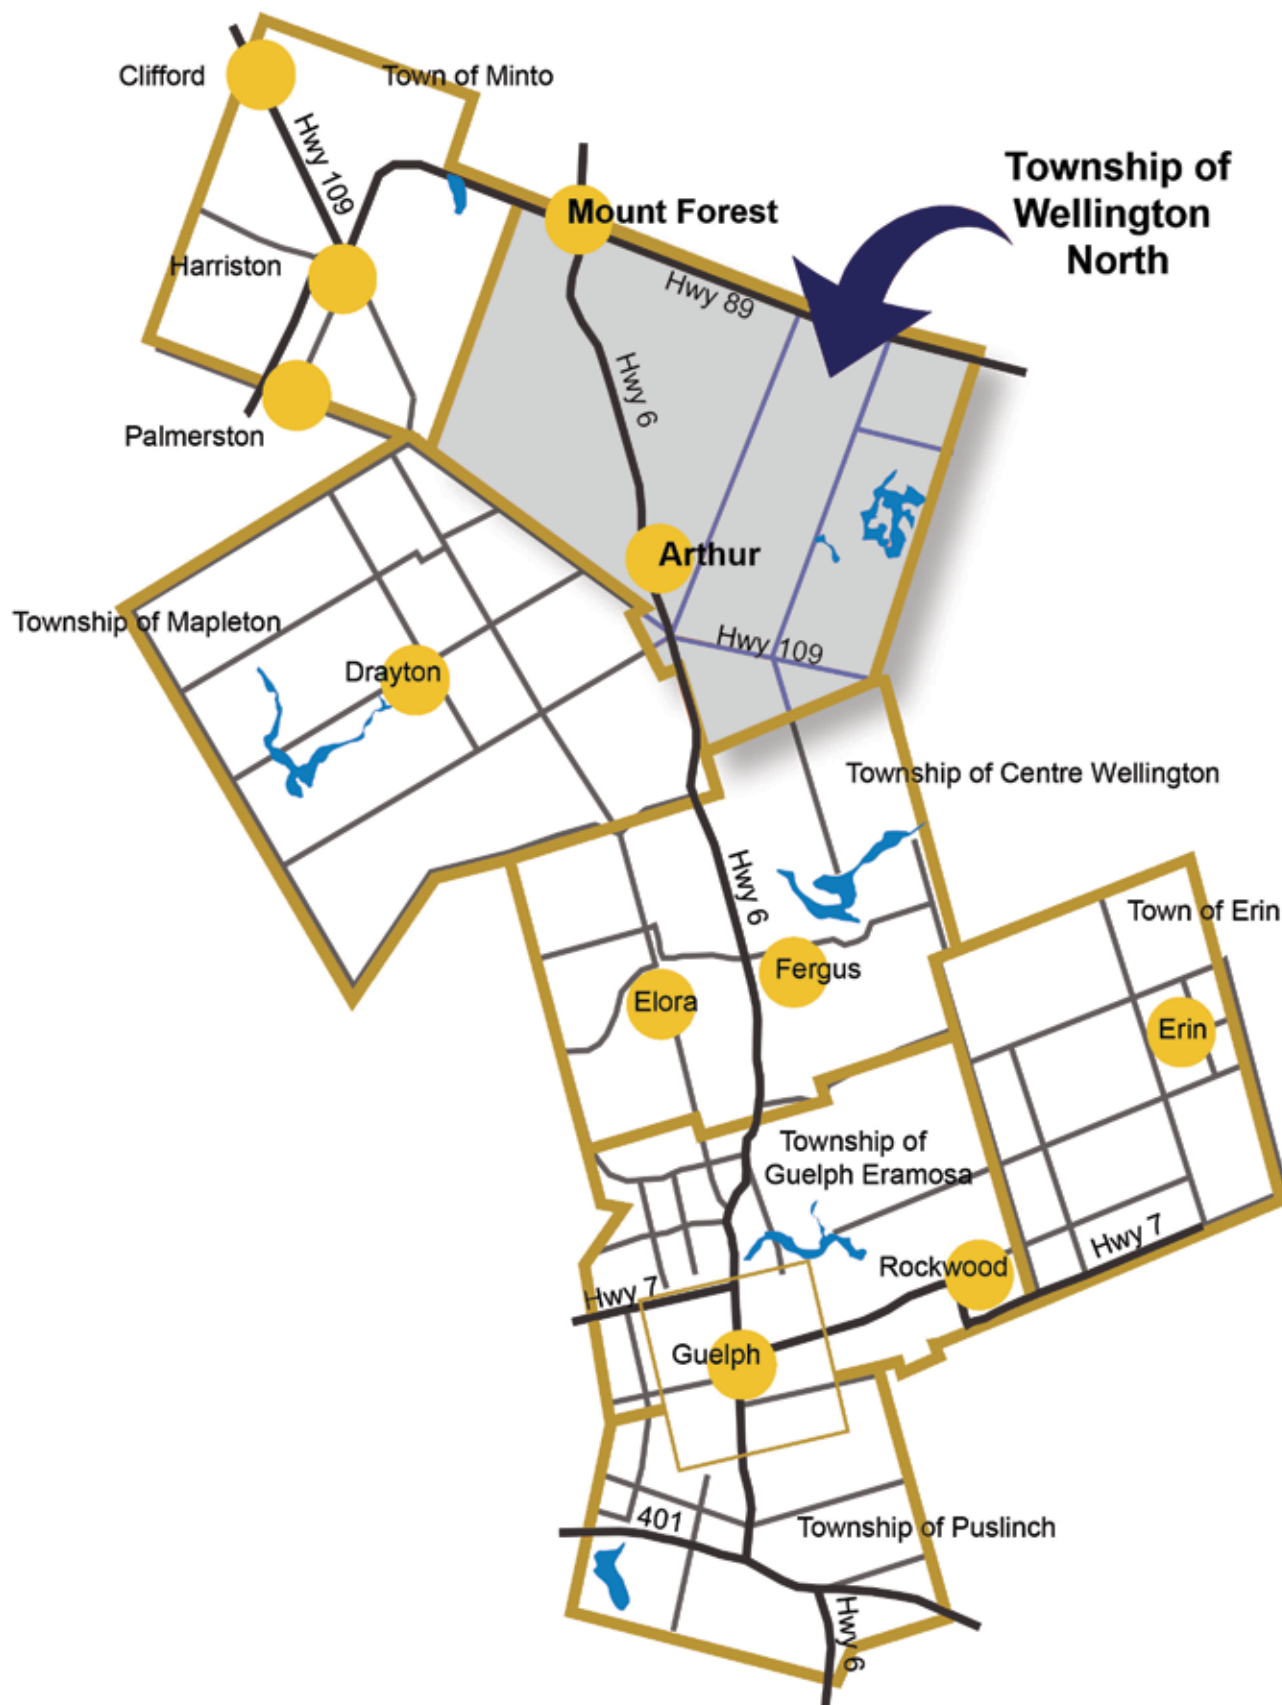 Clifford
Town of Minto
Hwy 109
Township of
Wellington
North
Mount Forest
Harriston
Hwy 89
Hwy 6
Palmerston
Arthur
Township of Mapleton
Hwy 109
Drayton
Township of Centre Wellington
Hwy 6
Town of Erin
Fergus
Elora
Erin
Township of
Guelph Eramosa
Hwy 7
Rockwood
Hwy 7
Guelph
401
Township of Puslinch
Hwy 6